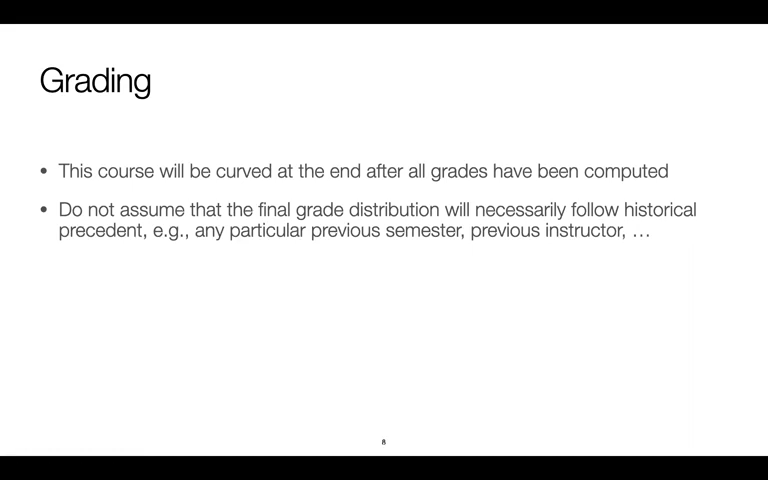 Grading
• This course will be curved at the end after all grades have been computed
• Do not assume that the final grade distribution will necessarily follow historical
precedent, e.g., any particular previous semester, previous instructor, …
8